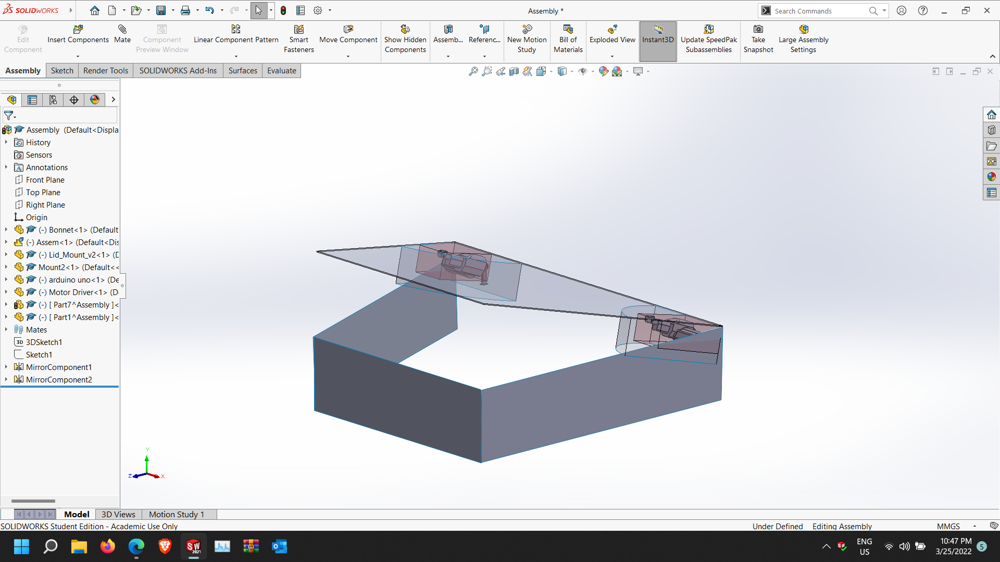 SOLIDWORKS
Assembly *
Search Commands
Edit Component
Insert Components
Mate
Component Preview Window
Linear Component Pattern
Smart Fasteners
Move Component
Show Hidden Components
Assemb...
Referenc...
New Motion Study
Bill of Materials
Exploded View
Instant3D
Update SpeedPak Subassemblies
Take Snapshot
Large Assembly Settings
Assembly
Sketch
Render Tools
SOLIDWORKS Add-Ins
Surfaces
Evaluate
Assembly (Default<Displa
History
Sensors
Annotations
Front Plane
Top Plane
Right Plane
Origin
(-) Bonnet<1> (Default
(-) Assem<1> (Default<Dis
(-) Lid_Mount_v2<1> (D
Mount2<1> (Default<<
(-) arduino uno<1> (De
(-) Motor Driver<1> (D
(-) [ Part7^Assembly ]<
(-) [ Part1^Assembly ]<
Mates
3D 3DSketch1
Sketch1
MirrorComponent1
MirrorComponent2
Y
Z
X
Model
3D Views
Motion Study 1
SOLIDWORKS Student Edition - Academic Use Only
Under Defined
Editing Assembly
MMGS
SW
2021
ENG
US
10:47 PM
3/25/2022
5